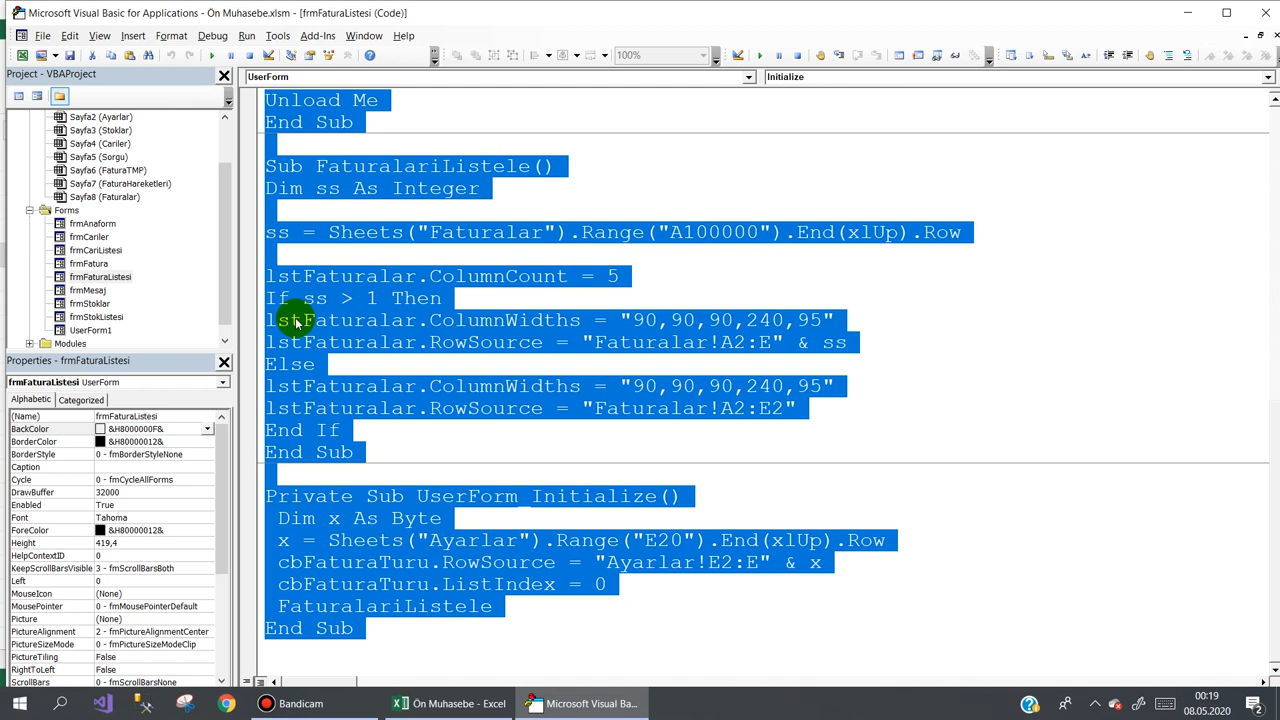 Microsoft Visual Basic for Applications - Ön Muhasebe.xlsm - [frmFaturaListesi (Code)]
File Edit View Insert Format Debug Run Tools Add-Ins Window Help
100%
Project - VBAProject
UserForm
Initialize
Sayfa2 (Ayarlar)
Sayfa3 (Stoklar)
Sayfa4 (Cariler)
Sayfa5 (Sorgu)
Sayfa6 (FaturaTMP)
Sayfa7 (FaturaHareketleri)
Sayfa8 (Faturalar)
Forms
frmAnaform
frmCariler
frmCariListesi
frmFatura
frmFaturaListesi
frmMesaj
frmStoklar
frmStokListesi
UserForm1
Modules
Properties - frmFaturaListesi
frmFaturaListesi UserForm
Alphabetic Categorized
(Name) frmFaturaListesi
BackColor &H8000000F&
BorderColor &H80000012&
BorderStyle 0 - fmBorderStyleNone
Caption
Cycle 0 - fmCycleAllForms
DrawBuffer 32000
Enabled True
Font Tahoma
ForeColor &H80000012&
Height 419,4
HelpContextID 0
KeepScrollBarsVisible 3 - fmScrollBarsBoth
Left 0
MouseIcon (None)
MousePointer 0 - fmMousePointerDefault
Picture (None)
PictureAlignment 2 - fmPictureAlignmentCenter
PictureSizeMode 0 - fmPictureSizeModeClip
PictureTiling False
RightToLeft False
ScrollBars 0 - fmScrollBarsNone
Unload Me
End Sub
Sub FaturalariListele()
Dim ss As Integer
ss = Sheets("Faturalar").Range("A100000").End(xlUp).Row
lstFaturalar.ColumnCount = 5
If ss > 1 Then
lstFaturalar.ColumnWidths = "90,90,90,240,95"
lstFaturalar.RowSource = "Faturalar!A2:E" & ss
Else
lstFaturalar.ColumnWidths = "90,90,90,240,95"
lstFaturalar.RowSource = "Faturalar!A2:E2"
End If
End Sub
Private Sub UserForm_Initialize()
Dim x As Byte
x = Sheets("Ayarlar").Range("E20").End(xlUp).Row
cbFaturaTuru.RowSource = "Ayarlar!E2:E" & x
cbFaturaTuru.ListIndex = 0
FaturalariListele
End Sub
Bandicam
Ön Muhasebe - Excel
Microsoft Visual Ba...
00:19
8.05.2020
2